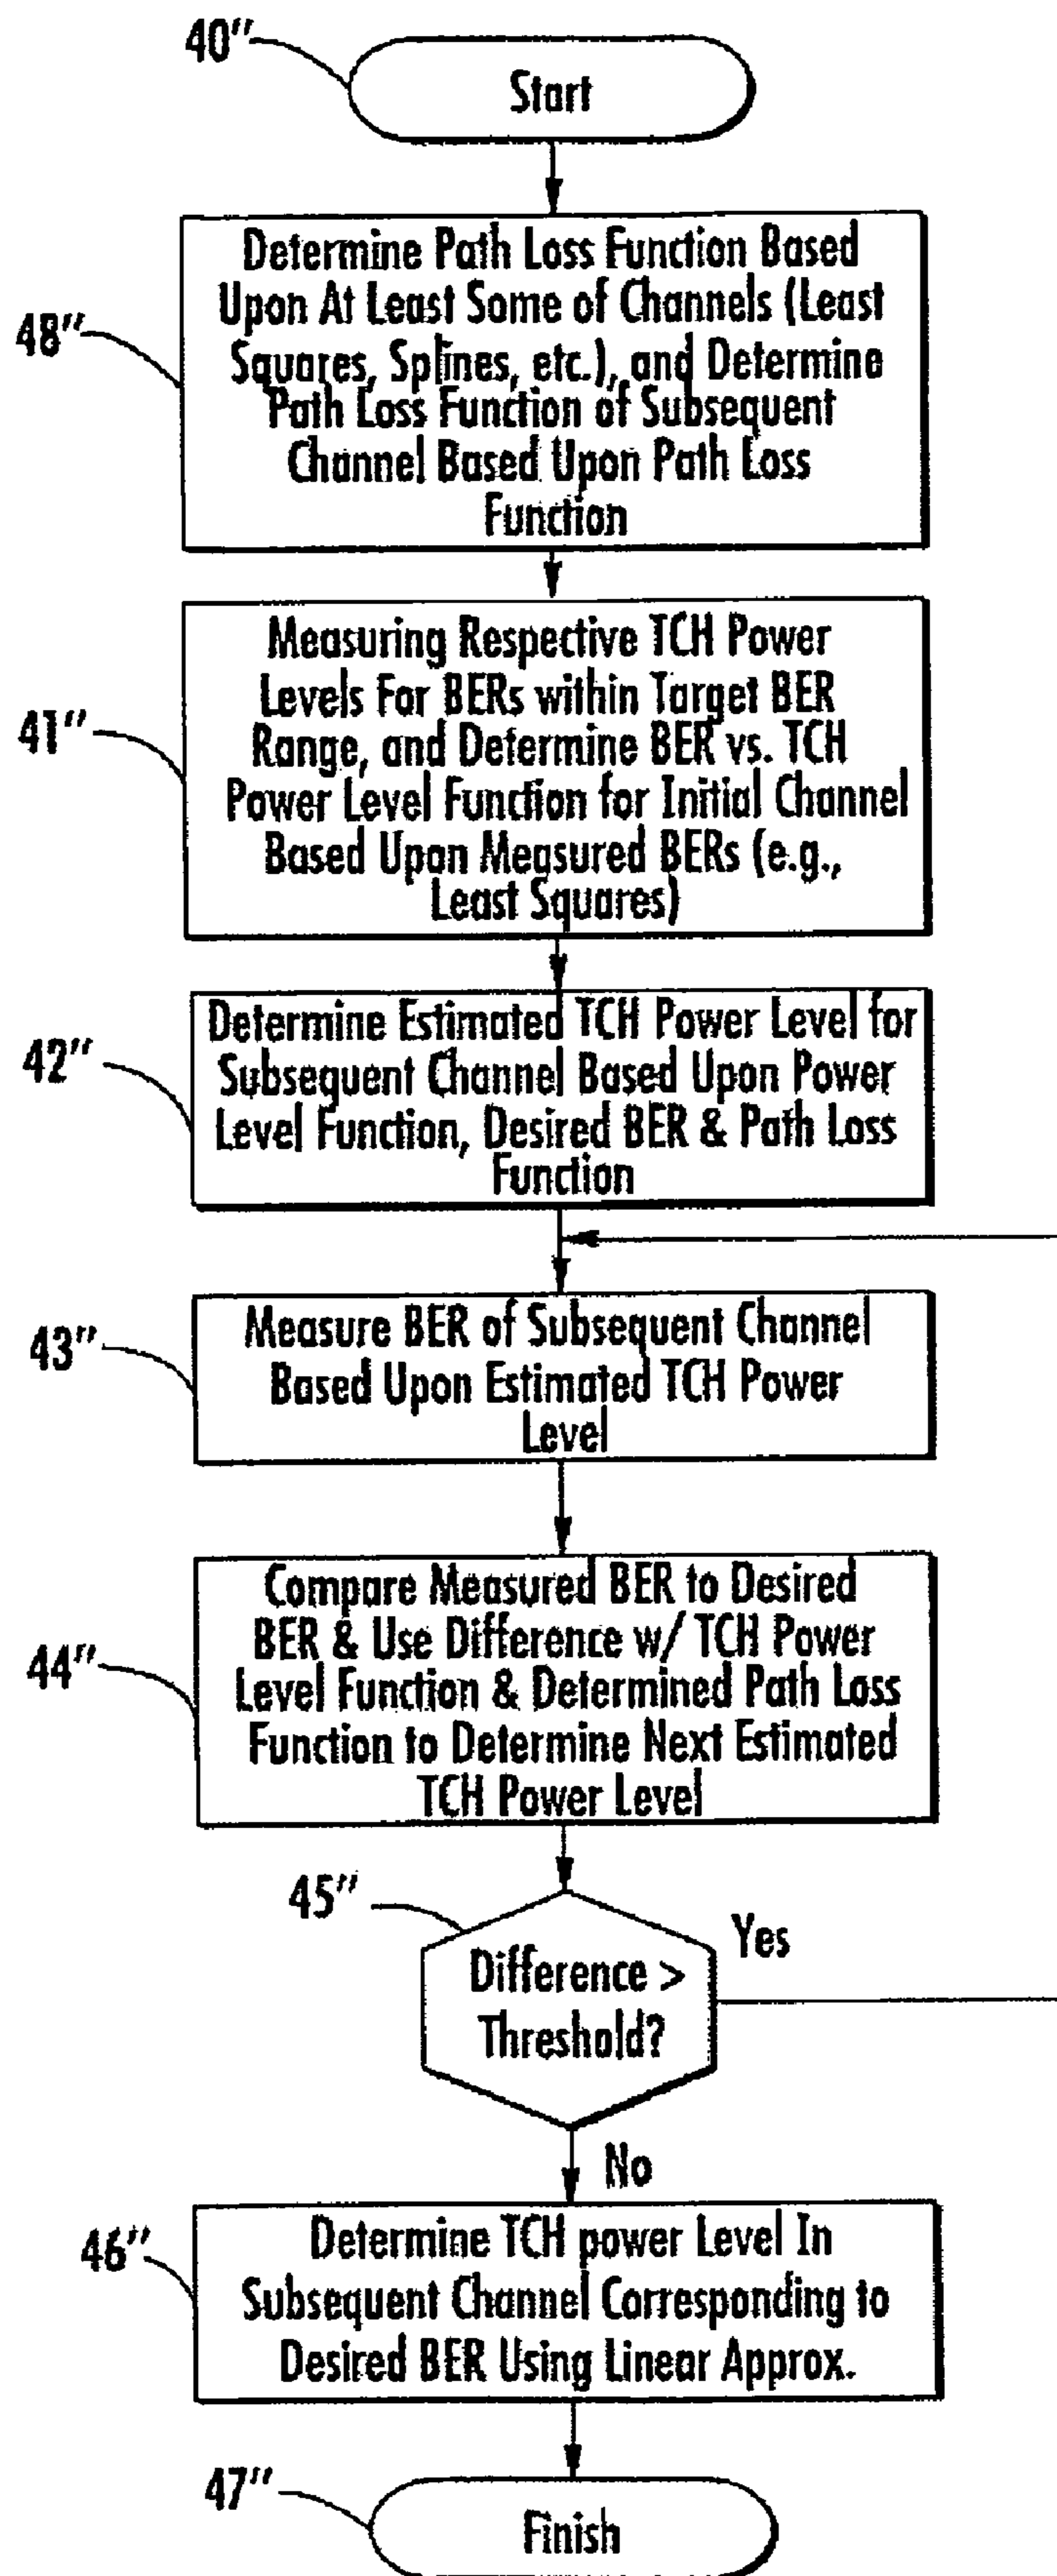 40"
Start
48"
Determine Path Loss Function Based
Upon At Least Some of Channels (Least
Squares, Splines, etc.), and Determine
Path Loss Function of Subsequent
Channel Based Upon Path Loss
Function
41"
Measuring Respective TCH Power
Levels For BERs within Target BER
Range, and Determine BER vs. TCH
Power Level Function for Initial Channel
Based Upon Measured BERs (e.g.,
Least Squares)
42"
Determine Estimated TCH Power Level for
Subsequent Channel Based Upon Power
Level Function, Desired BER & Path Loss
Function
43"
Measure BER of Subsequent Channel
Based Upon Estimated TCH Power
Level
44"
Compare Measured BER to Desired
BER & Use Difference w/ TCH Power
Level Function & Determined Path Loss
Function to Determine Next Estimated
TCH Power Level
45"
Difference >
Threshold?
Yes
No
46"
Determine TCH power Level In
Subsequent Channel Corresponding to
Desired BER Using Linear Approx.
47"
Finish